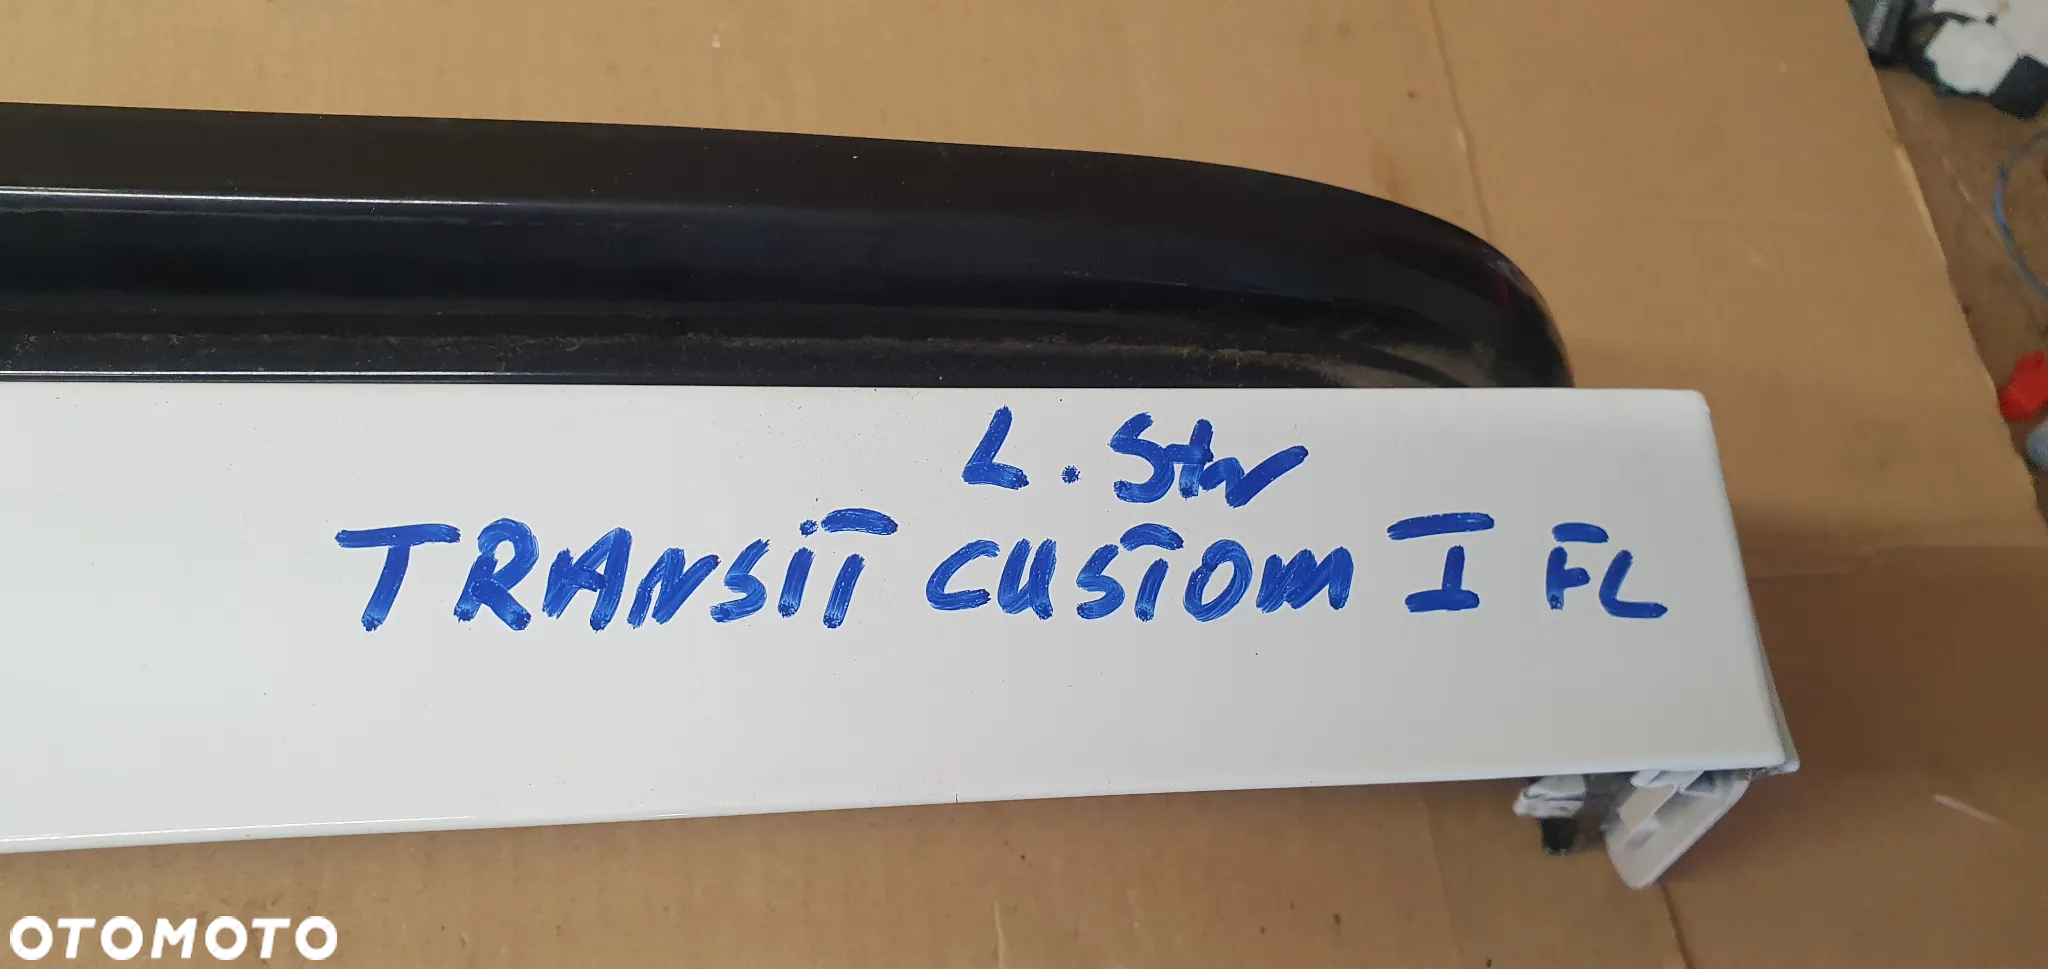 L. Str
TRANSiT CUSTOM I FL
OTOMOTO